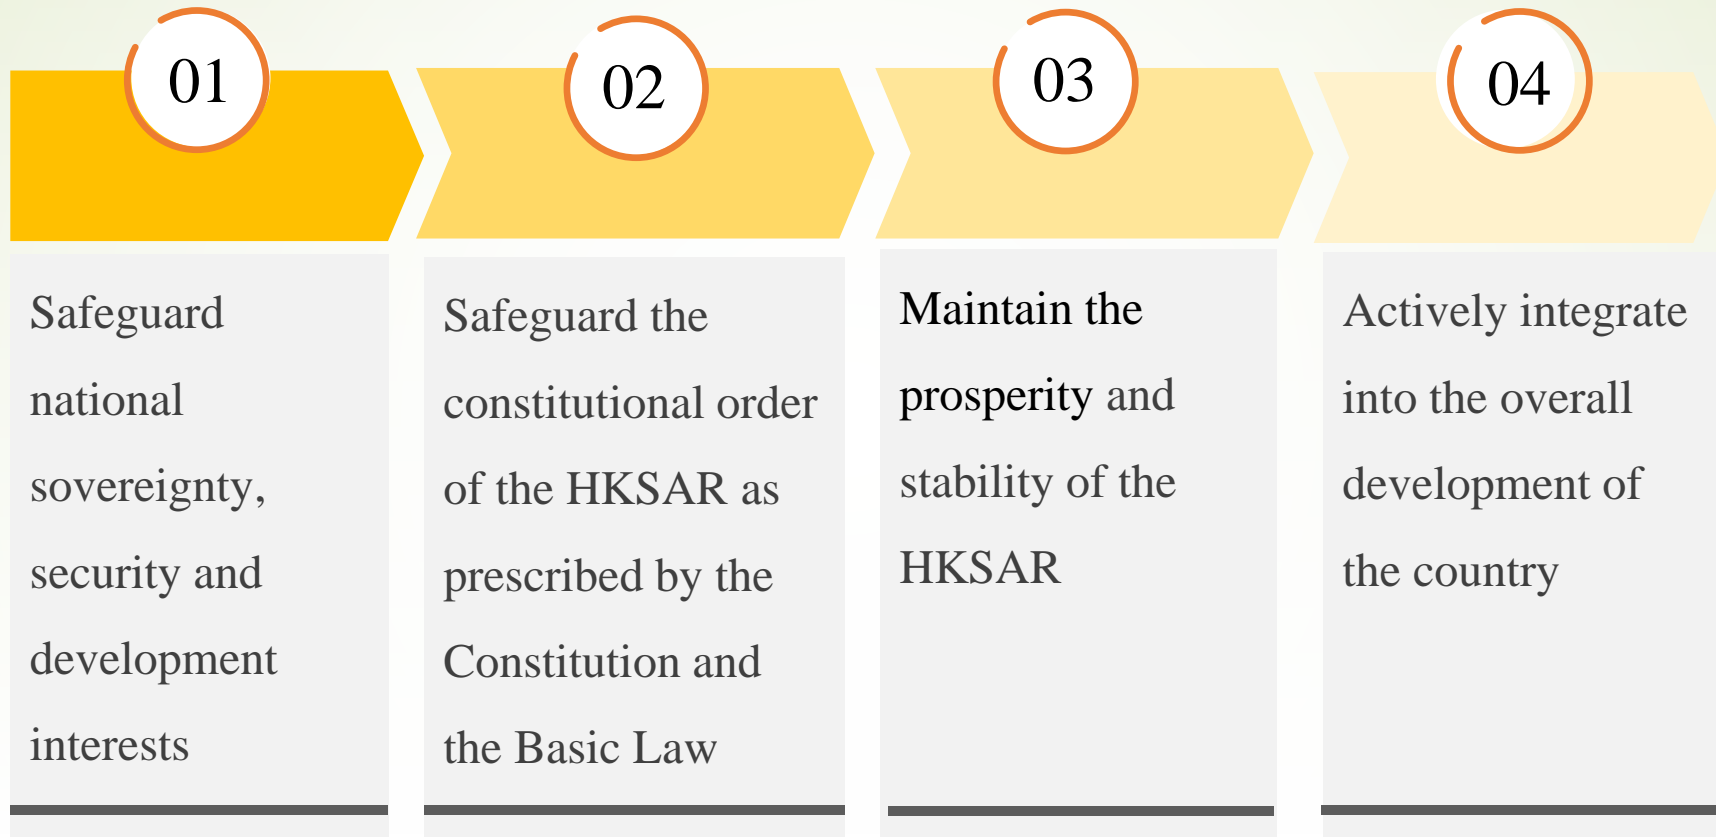 01
Safeguard
national
sovereignty,
security and
development
interests
02
Safeguard the
constitutional order
of the HKSAR as
prescribed by the
Constitution and
the Basic Law
03
Maintain the
prosperity and
stability of the
HKSAR
04
Actively integrate
into the overall
development of
the country